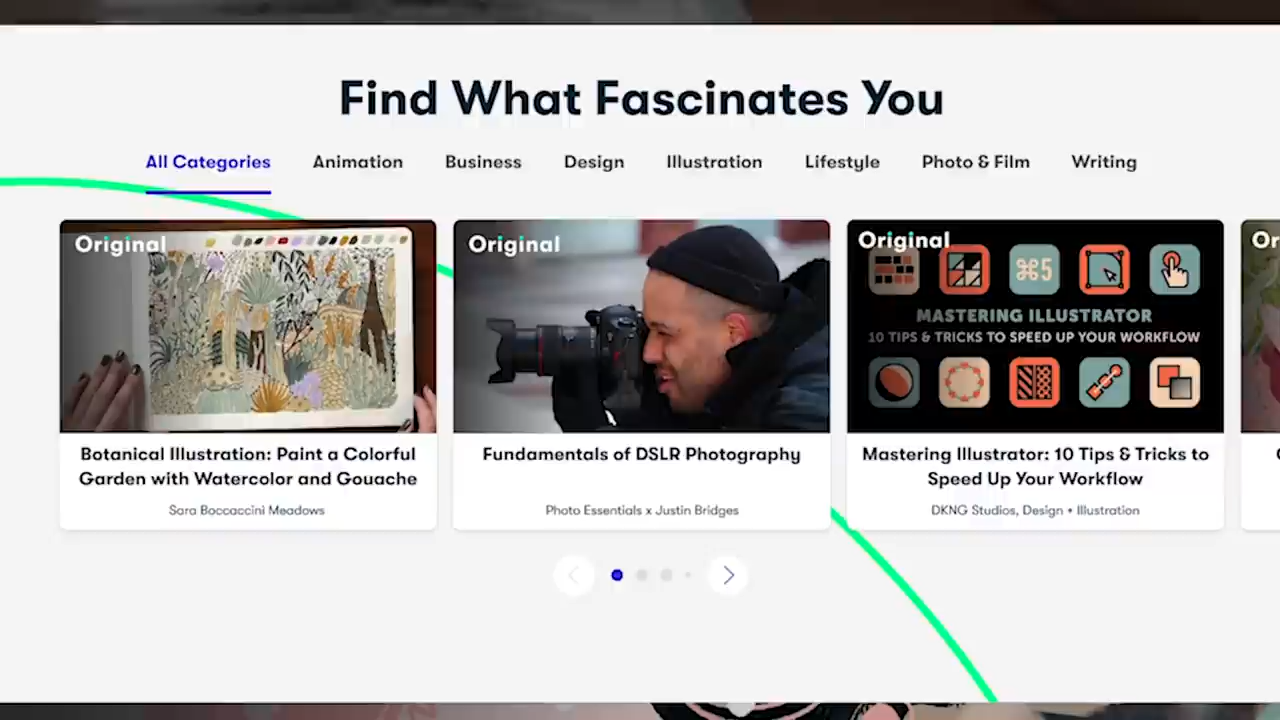 Find What Fascinates You
All Categories Animation Business Design Illustration Lifestyle Photo & Film Writing
Original
Botanical Illustration: Paint a Colorful
Garden with Watercolor and Gouache
Sara Boccaccini Meadows
Original
Fundamentals of DSLR Photography
Photo Essentials x Justin Bridges
Original
⌘5
MASTERING ILLUSTRATOR
10 TIPS & TRICKS TO SPEED UP YOUR WORKFLOW
Mastering Illustrator: 10 Tips & Tricks to
Speed Up Your Workflow
DKNG Studios, Design • Illustration